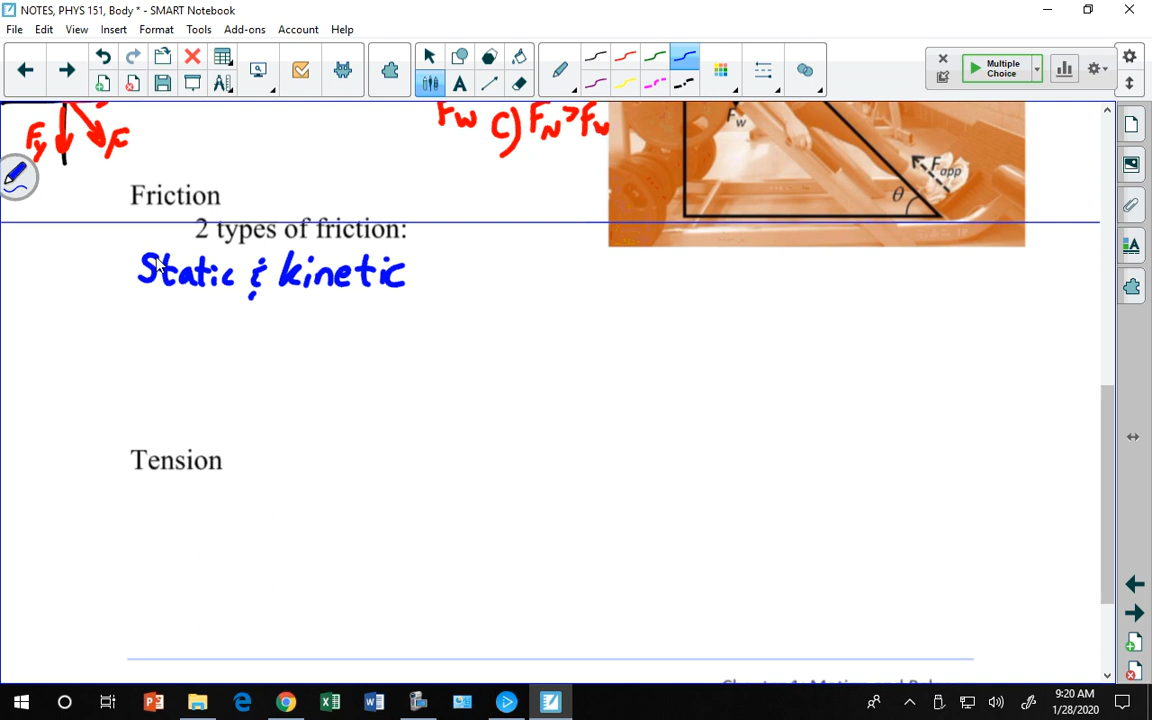 NOTES, PHYS 151, Body * - SMART Notebook
File Edit View Insert Format Tools Add-ons Account Help
Multiple
Choice
Fy F
Fw C) FN > Fw
Fw
Fapp
θ
Friction
2 types of friction:
Static & kinetic
Tension
9:20 AM
1/28/2020